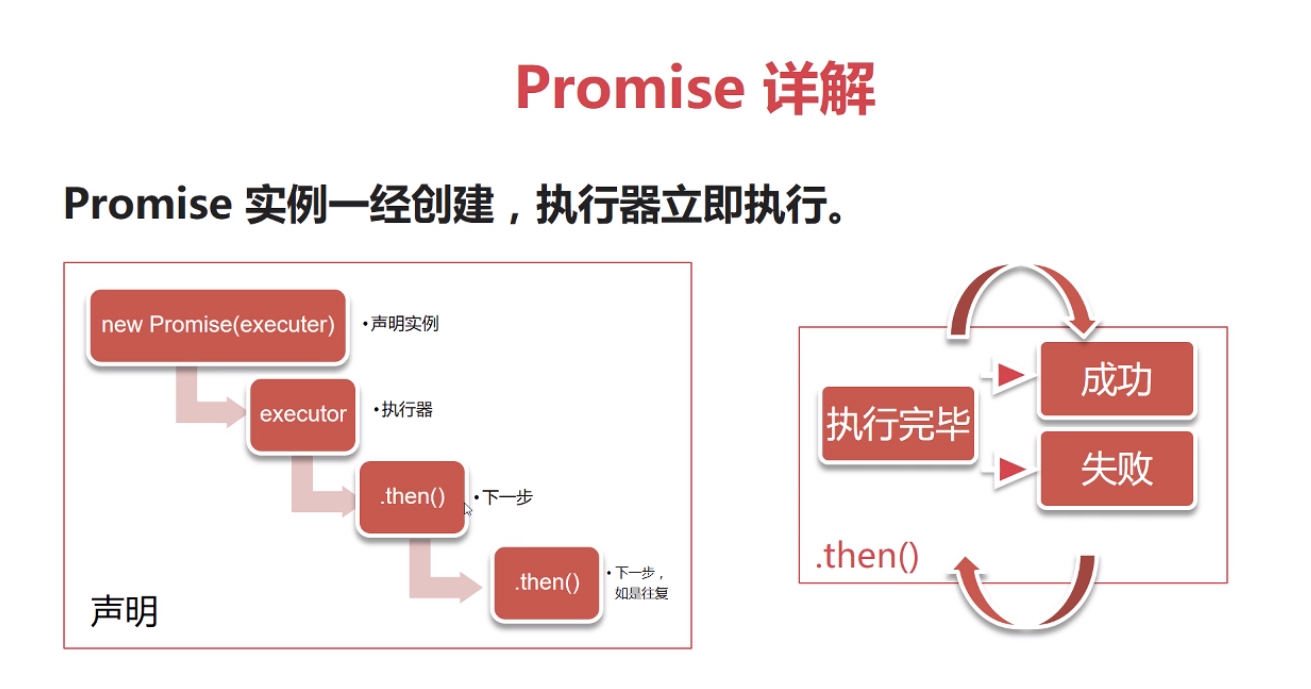 Promise 详解
Promise 实例一经创建，执行器立即执行。
new Promise(executer)
•声明实例
executor
•执行器
.then()
•下一步
.then()
•下一步，
如是往复
声明
执行完毕
成功
失败
.then()